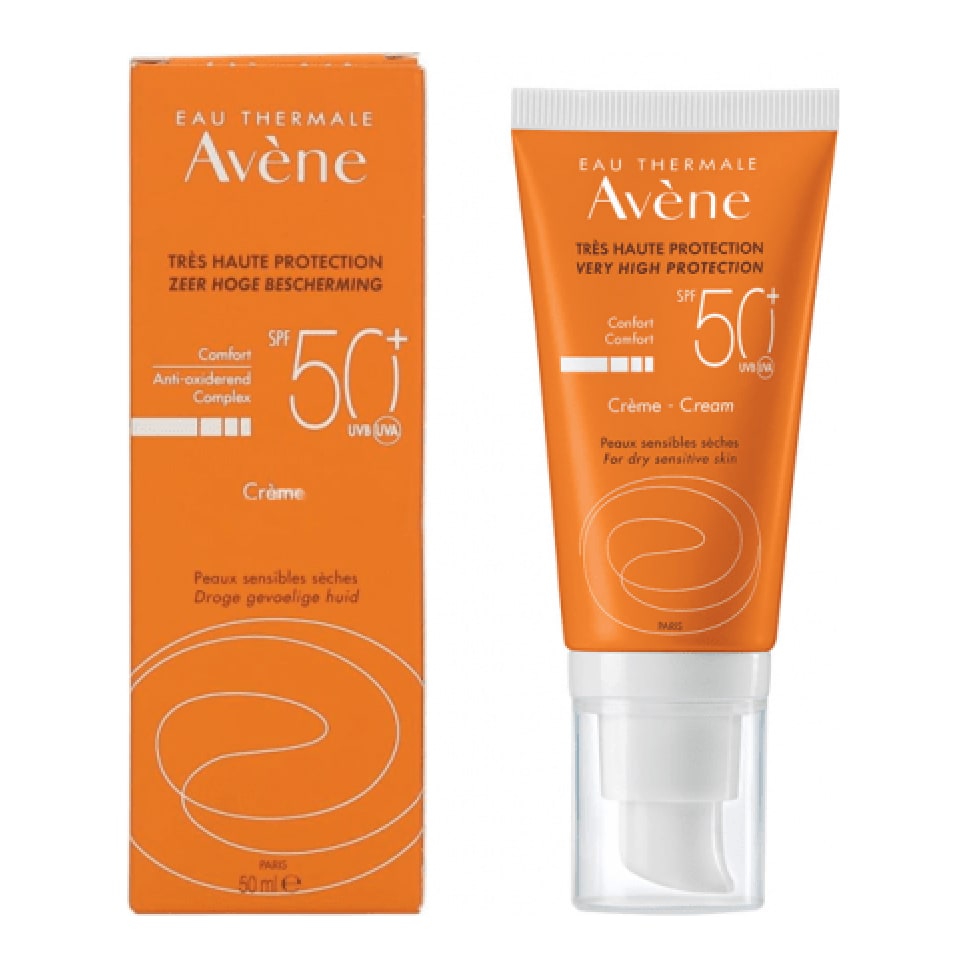 EAU THERMALE
Avène
TRÈS HAUTE PROTECTION
ZEER HOGE BESCHERMING
SPF 50+
Comfort
Anti-oxiderend
Complex
UVB UVA
Crème
Peaux sensibles sèches
Droge gevoelige huid
PARIS
50 ml e
EAU THERMALE
Avène
TRÈS HAUTE PROTECTION
VERY HIGH PROTECTION
SPF 50+
Confort
Comfort
UVB UVA
Crème - Cream
Peaux sensibles sèches
For dry sensitive skin
PARIS